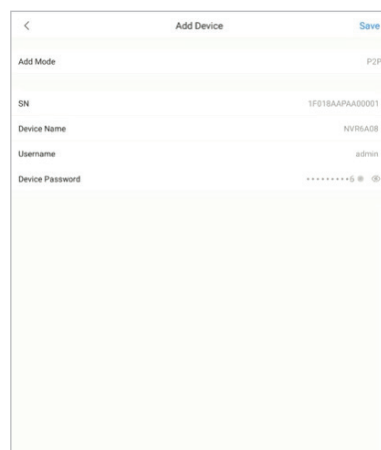 Add Device Save
Add Mode P2P
SN 1F018AAPAA00001
Device Name NVR6A08
Username admin
Device Password